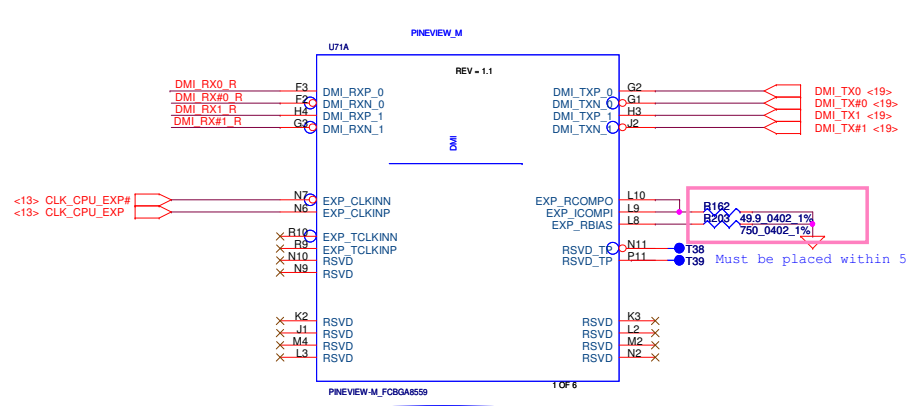 PINEVIEW_M
U71A
REV = 1.1
DMI_RX0_R F3 DMI_RXP_0
DMI_RX#0_R F2 DMI_RXN_0
DMI_RX1_R H4 DMI_RXP_1
DMI_RX#1_R G3 DMI_RXN_1
DMI_TXP_0 G2 DMI_TX0 <19>
DMI_TXN_0 G1 DMI_TX#0 <19>
DMI_TXP_1 H3 DMI_TX1 <19>
DMI_TXN_1 J2 DMI_TX#1 <19>
DMI
<13> CLK_CPU_EXP# N7 EXP_CLKINN
<13> CLK_CPU_EXP N6 EXP_CLKINP
R10 EXP_TCLKINN
R9 EXP_TCLKINP
N10 RSVD
N9 RSVD
EXP_RCOMPO L10
EXP_ICOMPI L9
EXP_RBIAS L8
R162
R203 49.9_0402_1%
750_0402_1%
RSVD_TP N11 T38
RSVD_TP P11 T39
Must be placed within 5
K2 RSVD
J1 RSVD
M4 RSVD
L3 RSVD
RSVD K3
RSVD L2
RSVD M2
RSVD N2
PINEVIEW-M_FCBGA8559
1 OF 6